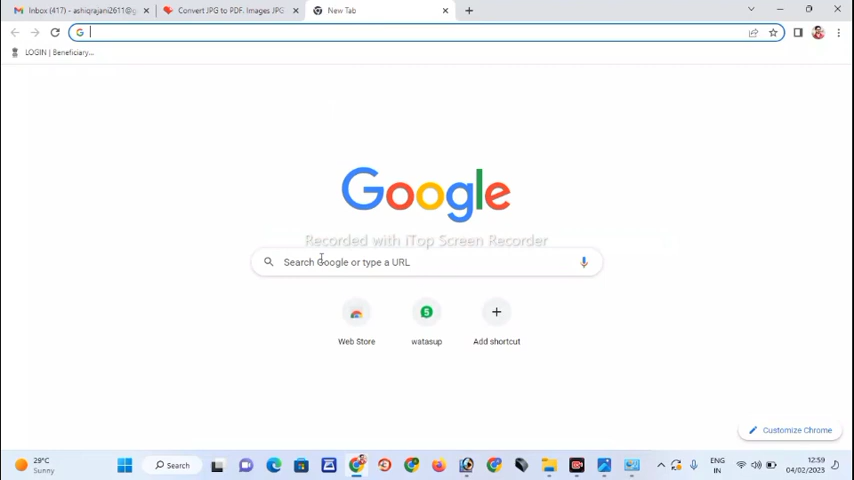 Inbox (417) - ashiqrajani2611@g
Convert JPG to PDF. Images JPG
New Tab
LOGIN | Beneficiary...
Google
Recorded with iTop Screen Recorder
Search Google or type a URL
Web Store
watasup
Add shortcut
Customize Chrome
29°C
Sunny
Search
ENG
IN
12:59
04/02/2023